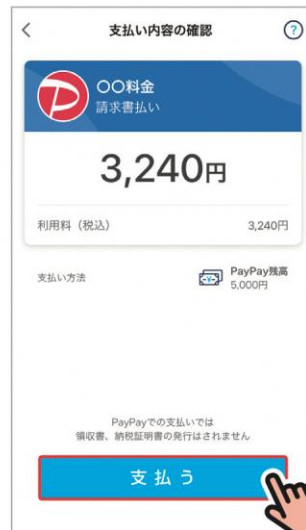 支払い内容の確認
?
〇〇料金
請求書払い
3,240円
利用料（税込） 3,240円
支払い方法 PayPay残高
5,000円
PayPayでの支払いでは
領収書、納税証明書の発行はされません
支払う